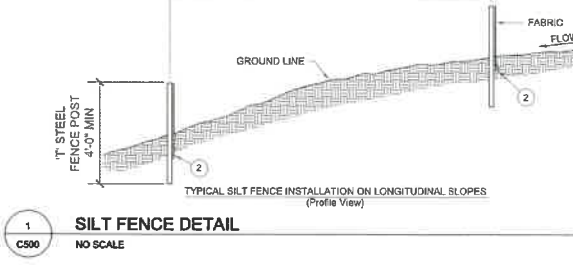 FABRIC
FLOW
GROUND LINE
'T' STEEL
FENCE POST
4'-0" MIN
2
2
TYPICAL SILT FENCE INSTALLATION ON LONGITUDINAL SLOPES
(Profile View)
1
SILT FENCE DETAIL
C500
NO SCALE